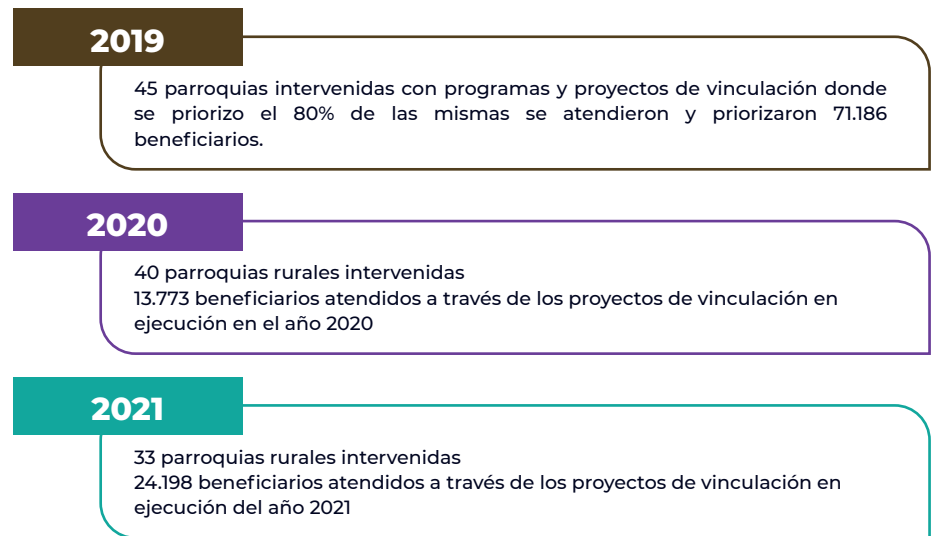 2019
45 parroquias intervenidas con programas y proyectos de vinculación donde
se priorizo el 80% de las mismas se atendieron y priorizaron 71.186
beneficiarios.
2020
40 parroquias rurales intervenidas
13.773 beneficiarios atendidos a través de los proyectos de vinculación en
ejecución en el año 2020
2021
33 parroquias rurales intervenidas
24.198 beneficiarios atendidos a través de los proyectos de vinculación en
ejecución del año 2021